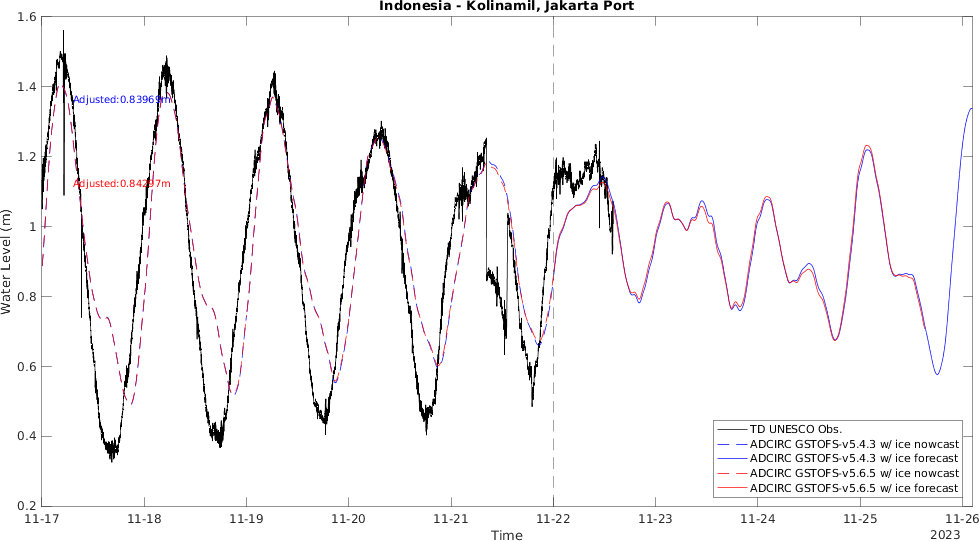 Indonesia - Kolinamil, Jakarta Port
1.6
1.4
1.2
1
0.8
0.6
0.4
0.2
Water Level (m)
Adjusted:0.83969m
Adjusted:0.84297m
TD UNESCO Obs.
ADCIRC GSTOFS-v5.4.3 w/ ice nowcast
ADCIRC GSTOFS-v5.4.3 w/ ice forecast
ADCIRC GSTOFS-v5.6.5 w/ ice nowcast
ADCIRC GSTOFS-v5.6.5 w/ ice forecast
11-17 11-18 11-19 11-20 11-21 11-22 11-23 11-24 11-25 11-26
Time
2023